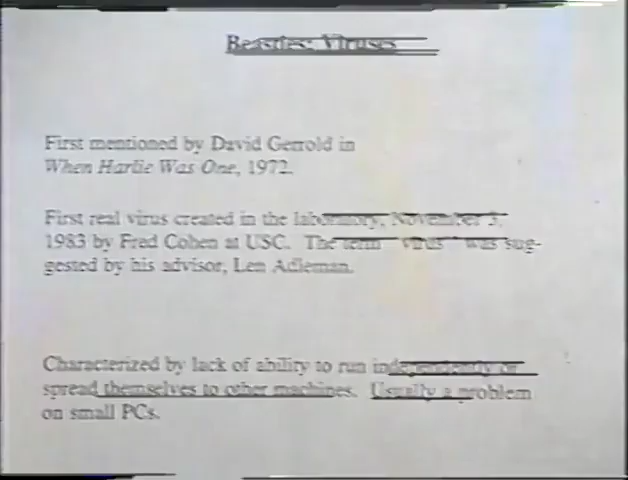 Beasties: Viruses
First mentioned by David Gerrold in
When Harlie Was One, 1972.
First real virus created in the laboratory, November 3,
1983 by Fred Cohen at USC. The term "virus" was sug-
gested by his advisor, Len Adleman.
Characterized by lack of ability to run independently or
spread themselves to other machines. Usually a problem
on small PCs.